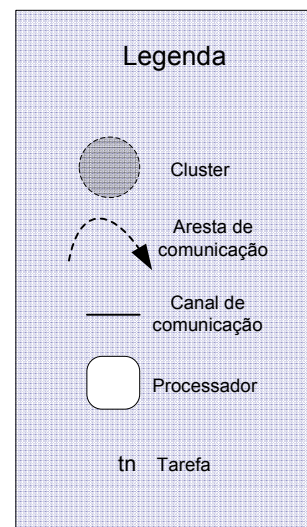 Legenda
Cluster
Aresta de
comunicação
Canal de
comunicação
Processador
tn Tarefa